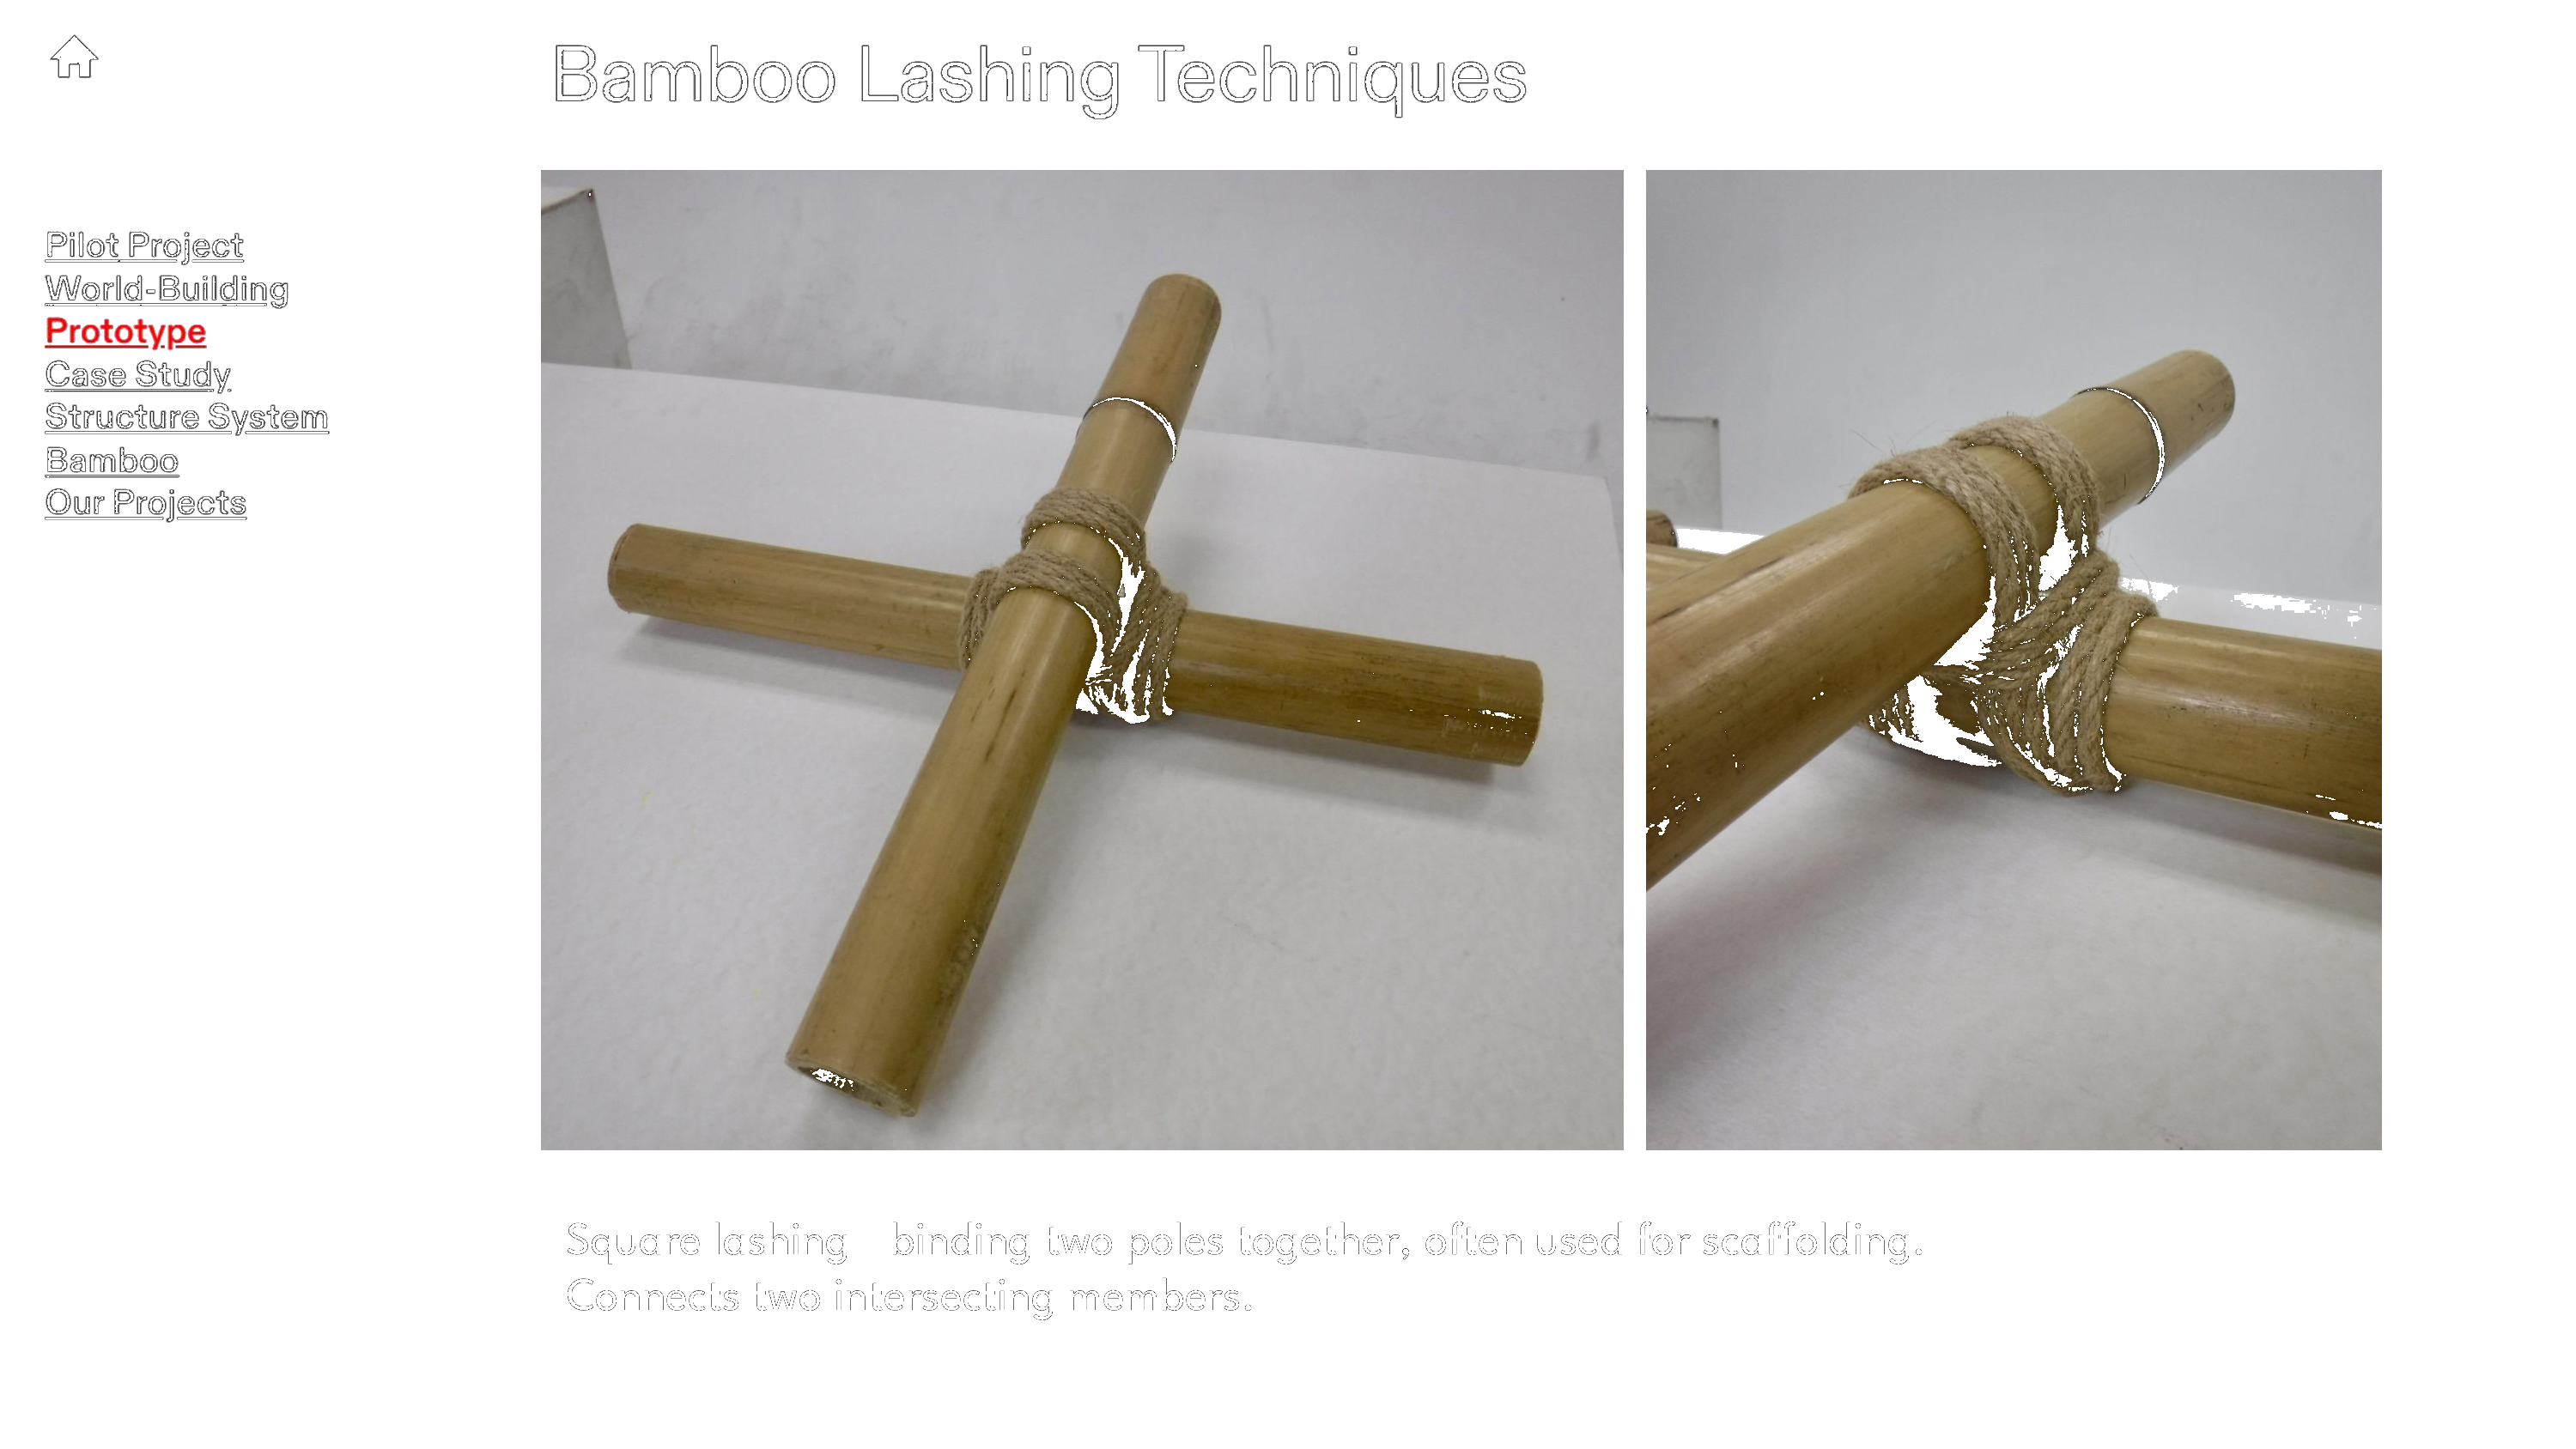 Bamboo Lashing Techniques
Pilot Project
World-Building
Prototype
Case Study
Structure System
Bamboo
Our Projects
Square lashing binding two poles together, often used for scaffolding.
Connects two intersecting members.